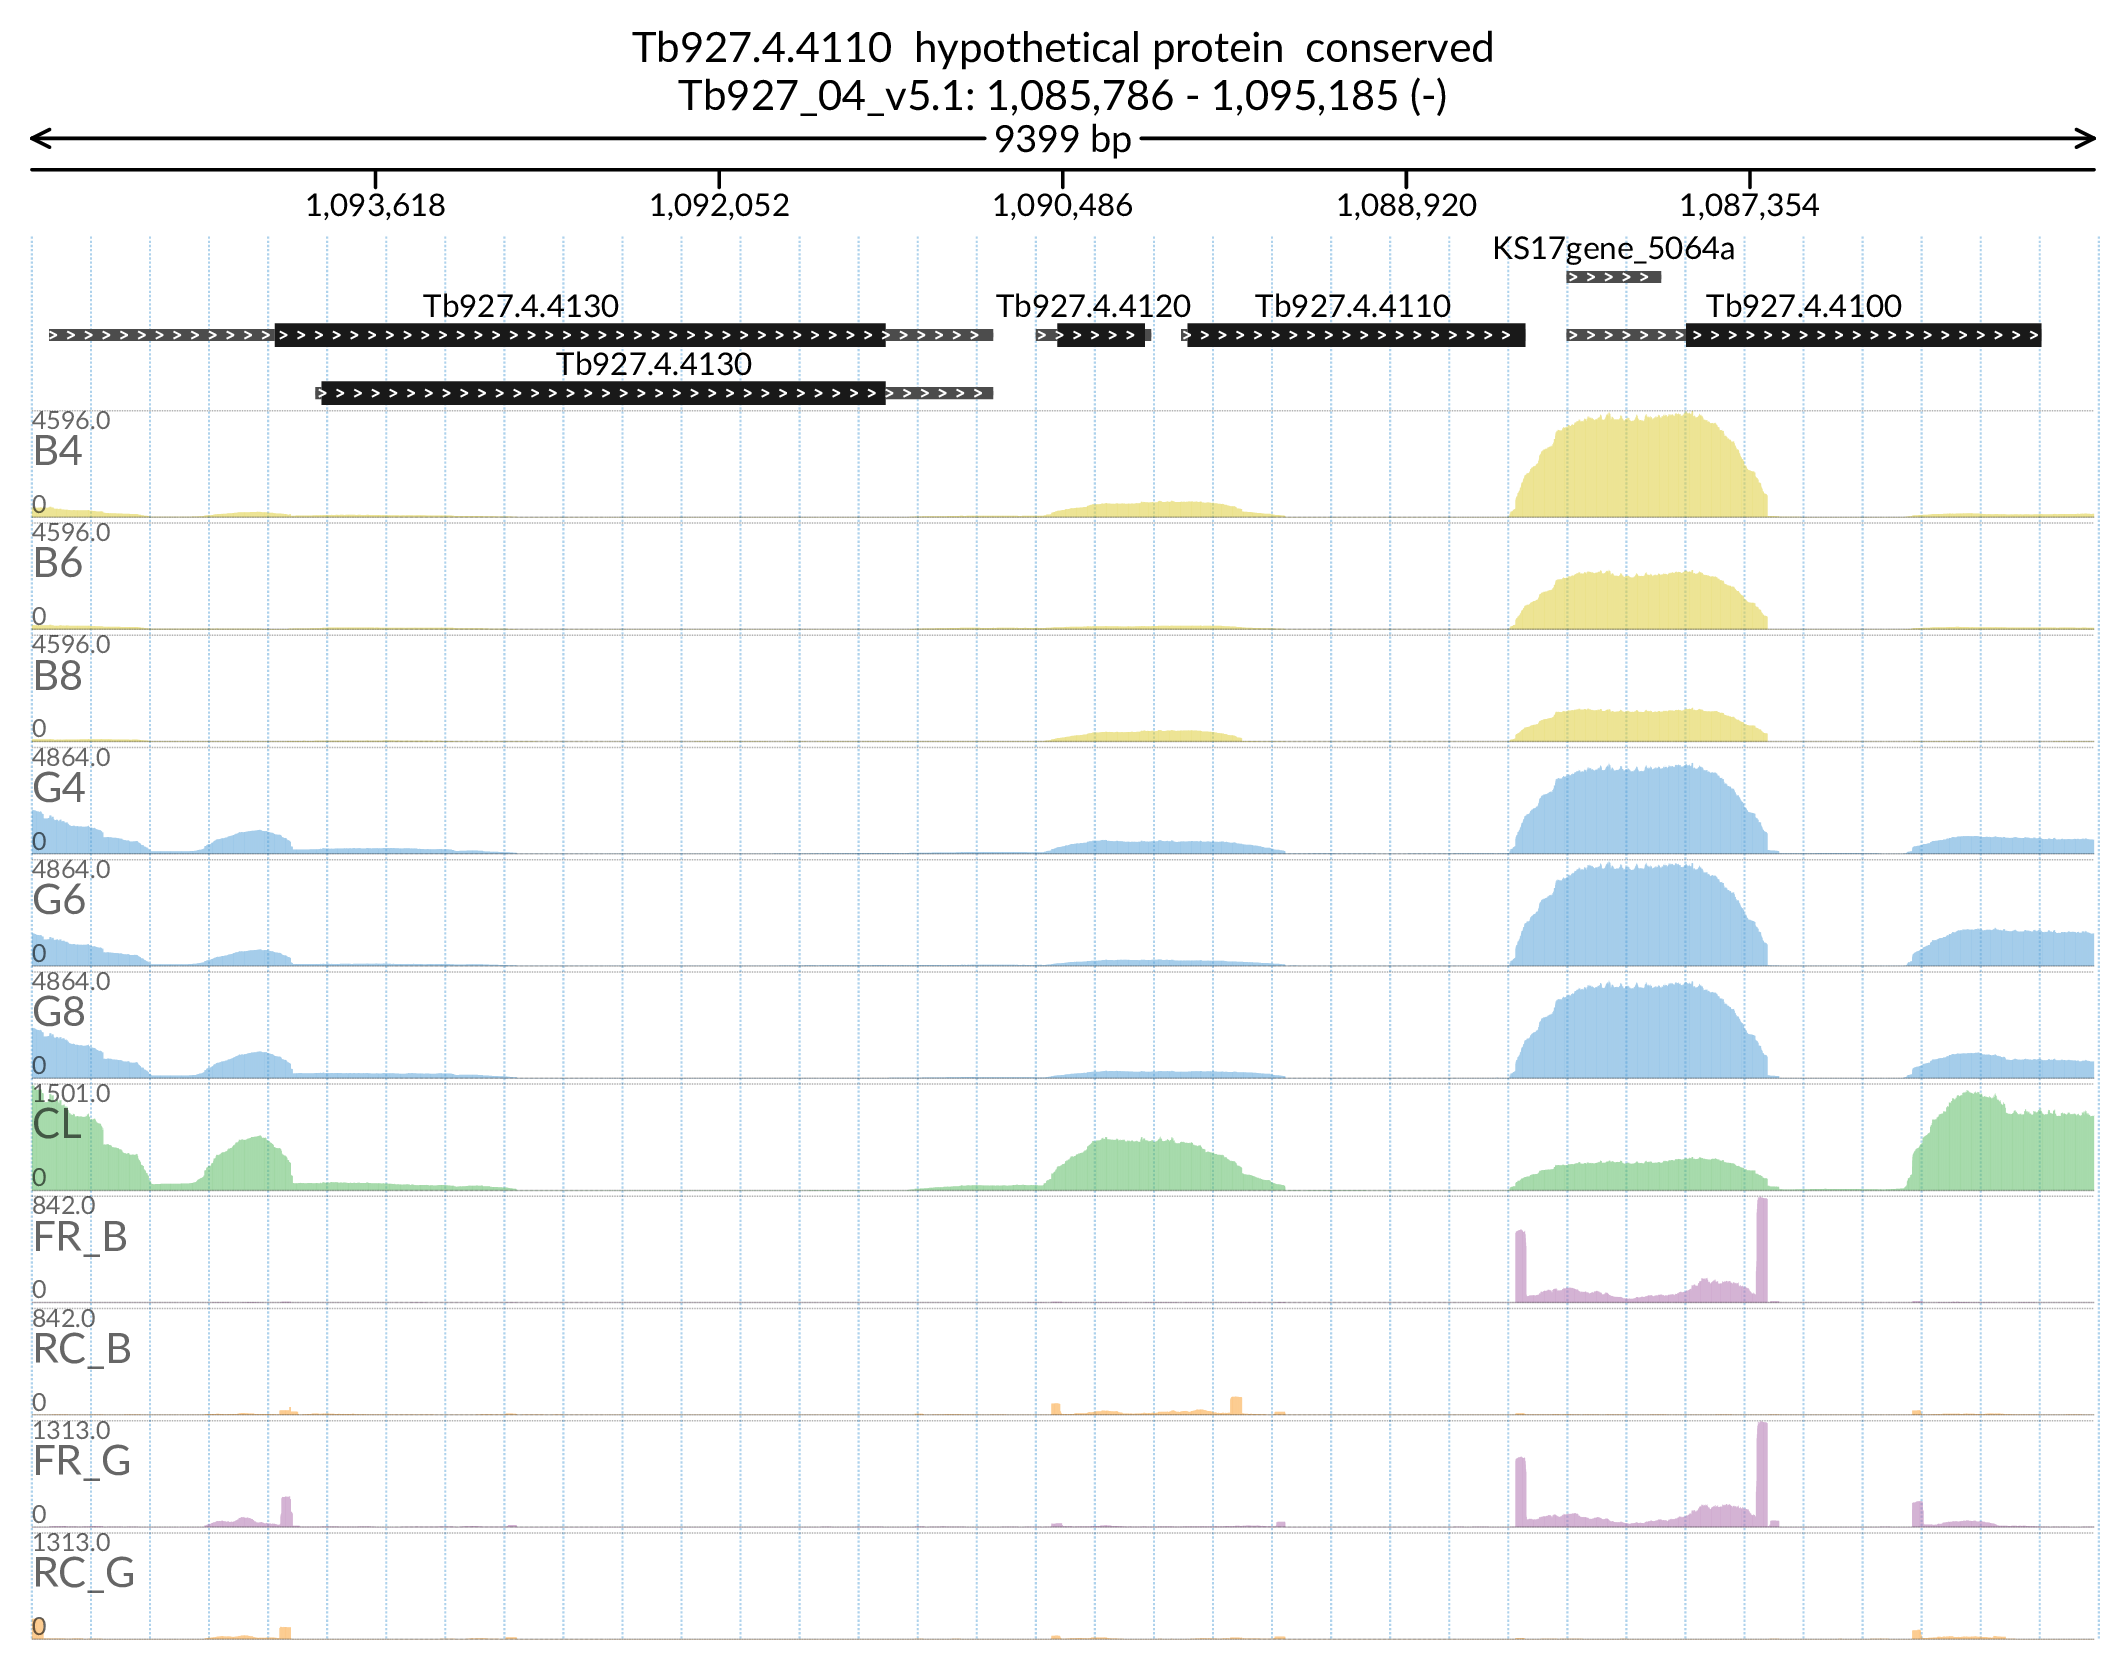 Tb927.4.4110 hypothetical protein conserved
Tb927_04_v5.1: 1,085,786 - 1,095,185 (-)
9399 bp
1,093,618 1,092,052 1,090,486 1,088,920 1,087,354
KS17gene_5064a
Tb927.4.4130 Tb927.4.4120 Tb927.4.4110 Tb927.4.4100
Tb927.4.4130
4596.0
B4
0
4596.0
B6
0
4596.0
B8
0
4864.0
G4
0
4864.0
G6
0
4864.0
G8
0
1501.0
CL
0
842.0
FR_B
0
842.0
RC_B
0
1313.0
FR_G
0
1313.0
RC_G
0